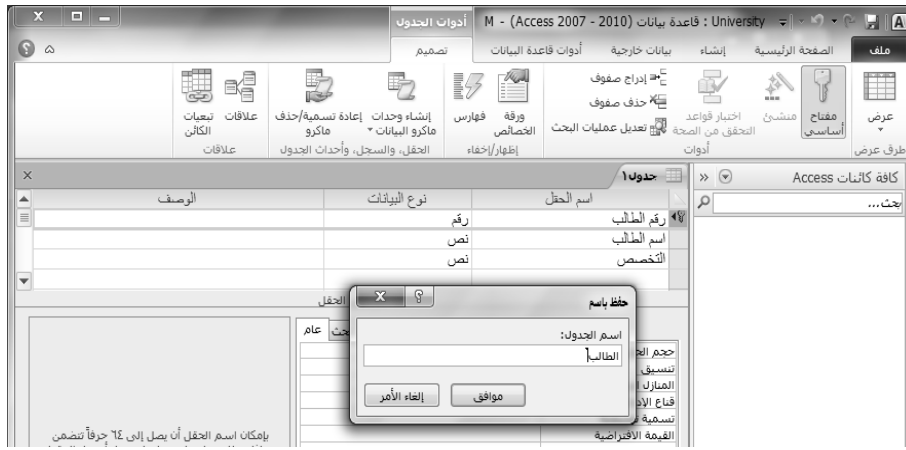 University : قاعدة بيانات (Access 2007 - 2010) - M
أدوات الجدول
ملف
الصفحة الرئيسية
إنشاء
بيانات خارجية
أدوات قاعدة البيانات
تصميم
عرض
طرق عرض
مفتاح أساسي
منشئ
اختبار قواعد التحقق من الصحة
إدراج صفوف
حذف صفوف
تعديل عمليات البحث
أدوات
ورقة الخصائص
فهارس
إظهار/إخفاء
إنشاء وحدات ماكرو البيانات
إعادة تسمية/حذف ماكرو
الحقل، والسجل، وأحداث الجدول
علاقات
تبعيات الكائن
علاقات
كافة كائنات Access
بحث...
جدول١
اسم الحقل نوع البيانات الوصف
رقم الطالب رقم
اسم الطالب نص
التخصص نص
الحقل
عام
حفظ باسم
اسم الجدول:
الطالب
موافق
إلغاء الأمر
حجم
تنسيق
المنازل
قناع
تسمية
القيمة الافتراضية
بإمكان اسم الحقل أن يصل إلى ٦٤ حرفاً تتضمن